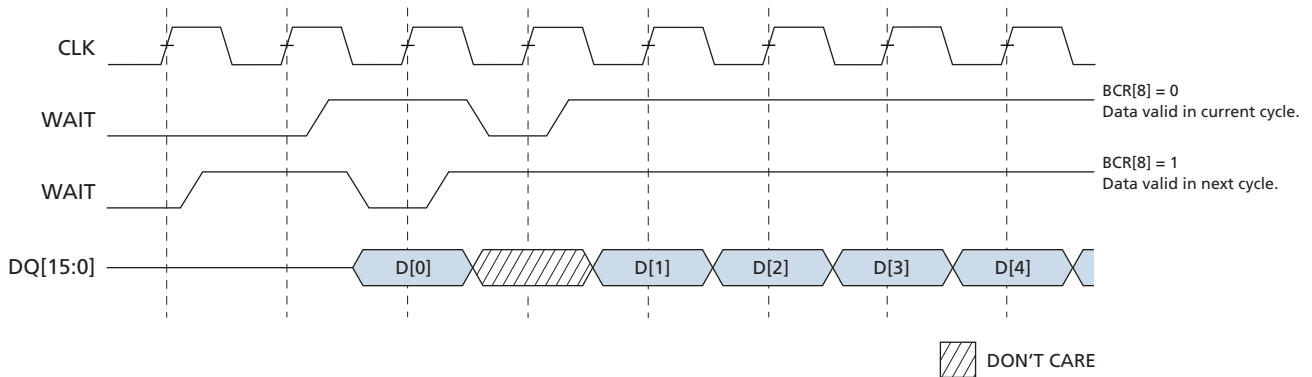 CLK
WAIT
BCR[8] = 0
Data valid in current cycle.
WAIT
BCR[8] = 1
Data valid in next cycle.
DQ[15:0]
D[0]
D[1]
D[2]
D[3]
D[4]
DON'T CARE